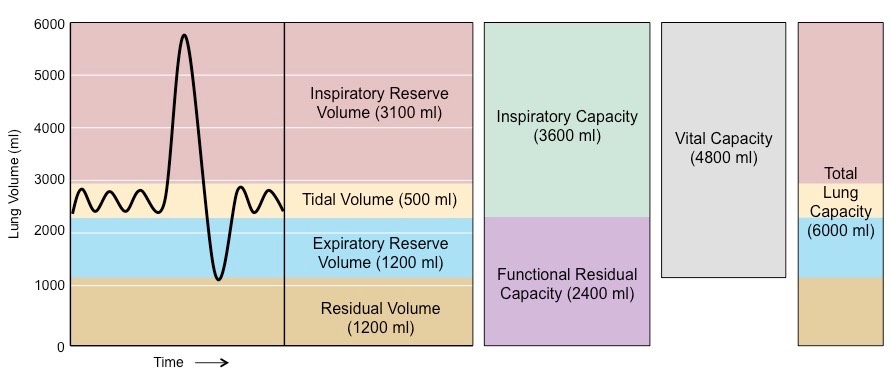 6000
5000
4000
3000
2000
1000
0
Lung Volume (ml)
Time
Inspiratory Reserve
Volume (3100 ml)
Tidal Volume (500 ml)
Expiratory Reserve
Volume (1200 ml)
Residual Volume
(1200 ml)
Inspiratory Capacity
(3600 ml)
Functional Residual
Capacity (2400 ml)
Vital Capacity
(4800 ml)
Total
Lung
Capacity
(6000 ml)